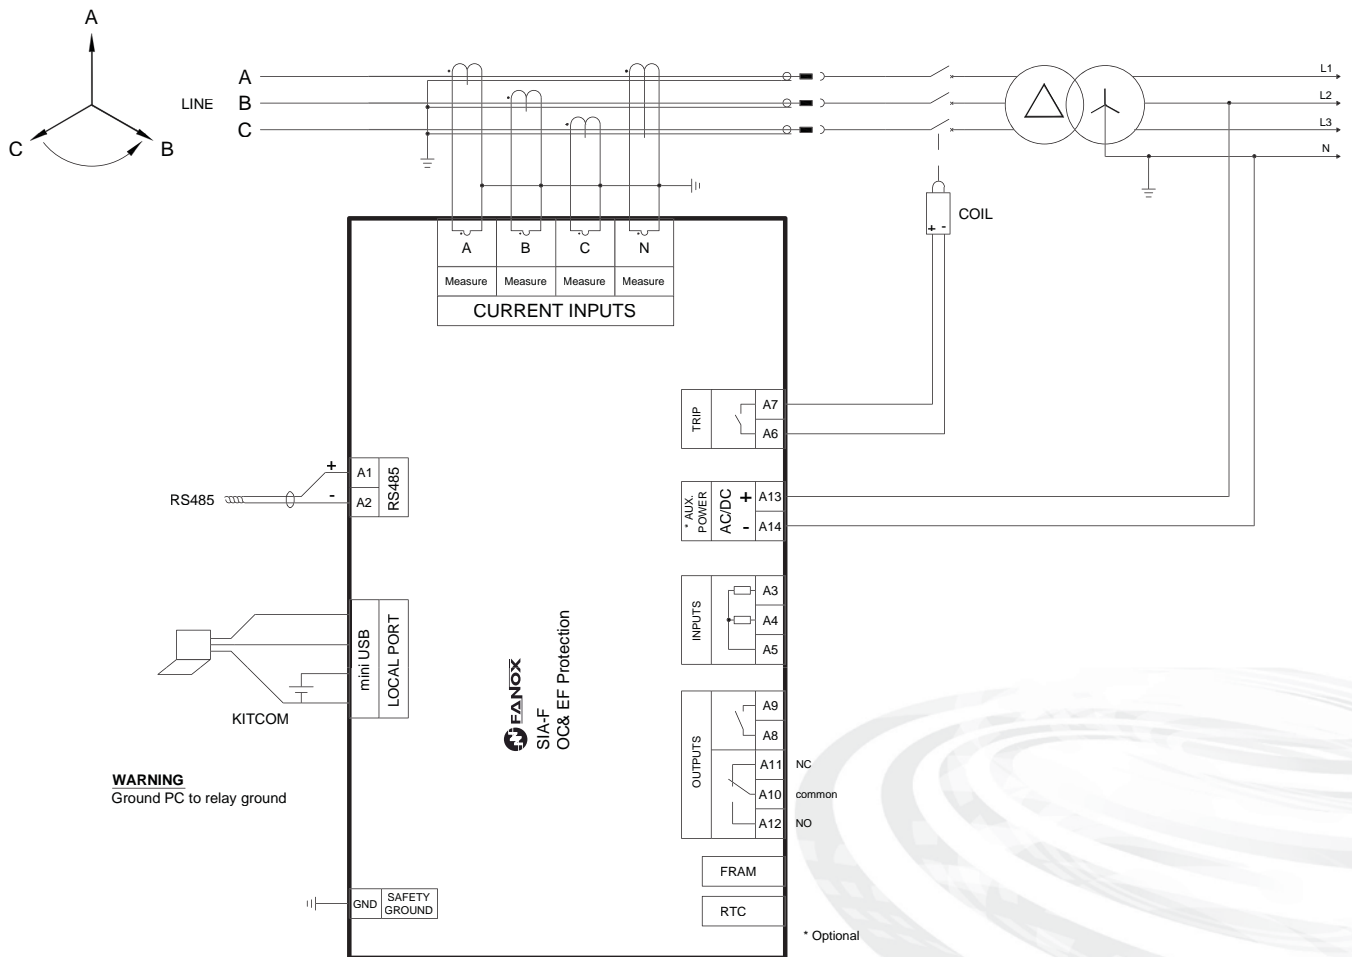 A
C
B
LINE
A
B
C
L1
L2
L3
N
COIL
+ -
A
B
C
N
Measure
Measure
Measure
Measure
CURRENT INPUTS
TRIP
A7
A6
* AUX.
POWER
AC/DC
+
-
A13
A14
RS485
+
-
A1
A2
RS485
INPUTS
A3
A4
A5
mini USB
LOCAL PORT
KITCOM
FANOX
SIA-F
OC& EF Protection
OUTPUTS
A9
A8
A11
NC
A10
common
A12
NO
WARNING
Ground PC to relay ground
FRAM
RTC
GND
SAFETY
GROUND
* Optional